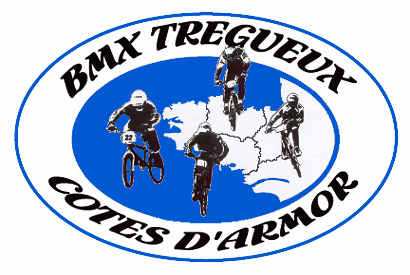 BMX TREGUEUX
22
COTES D'ARMOR